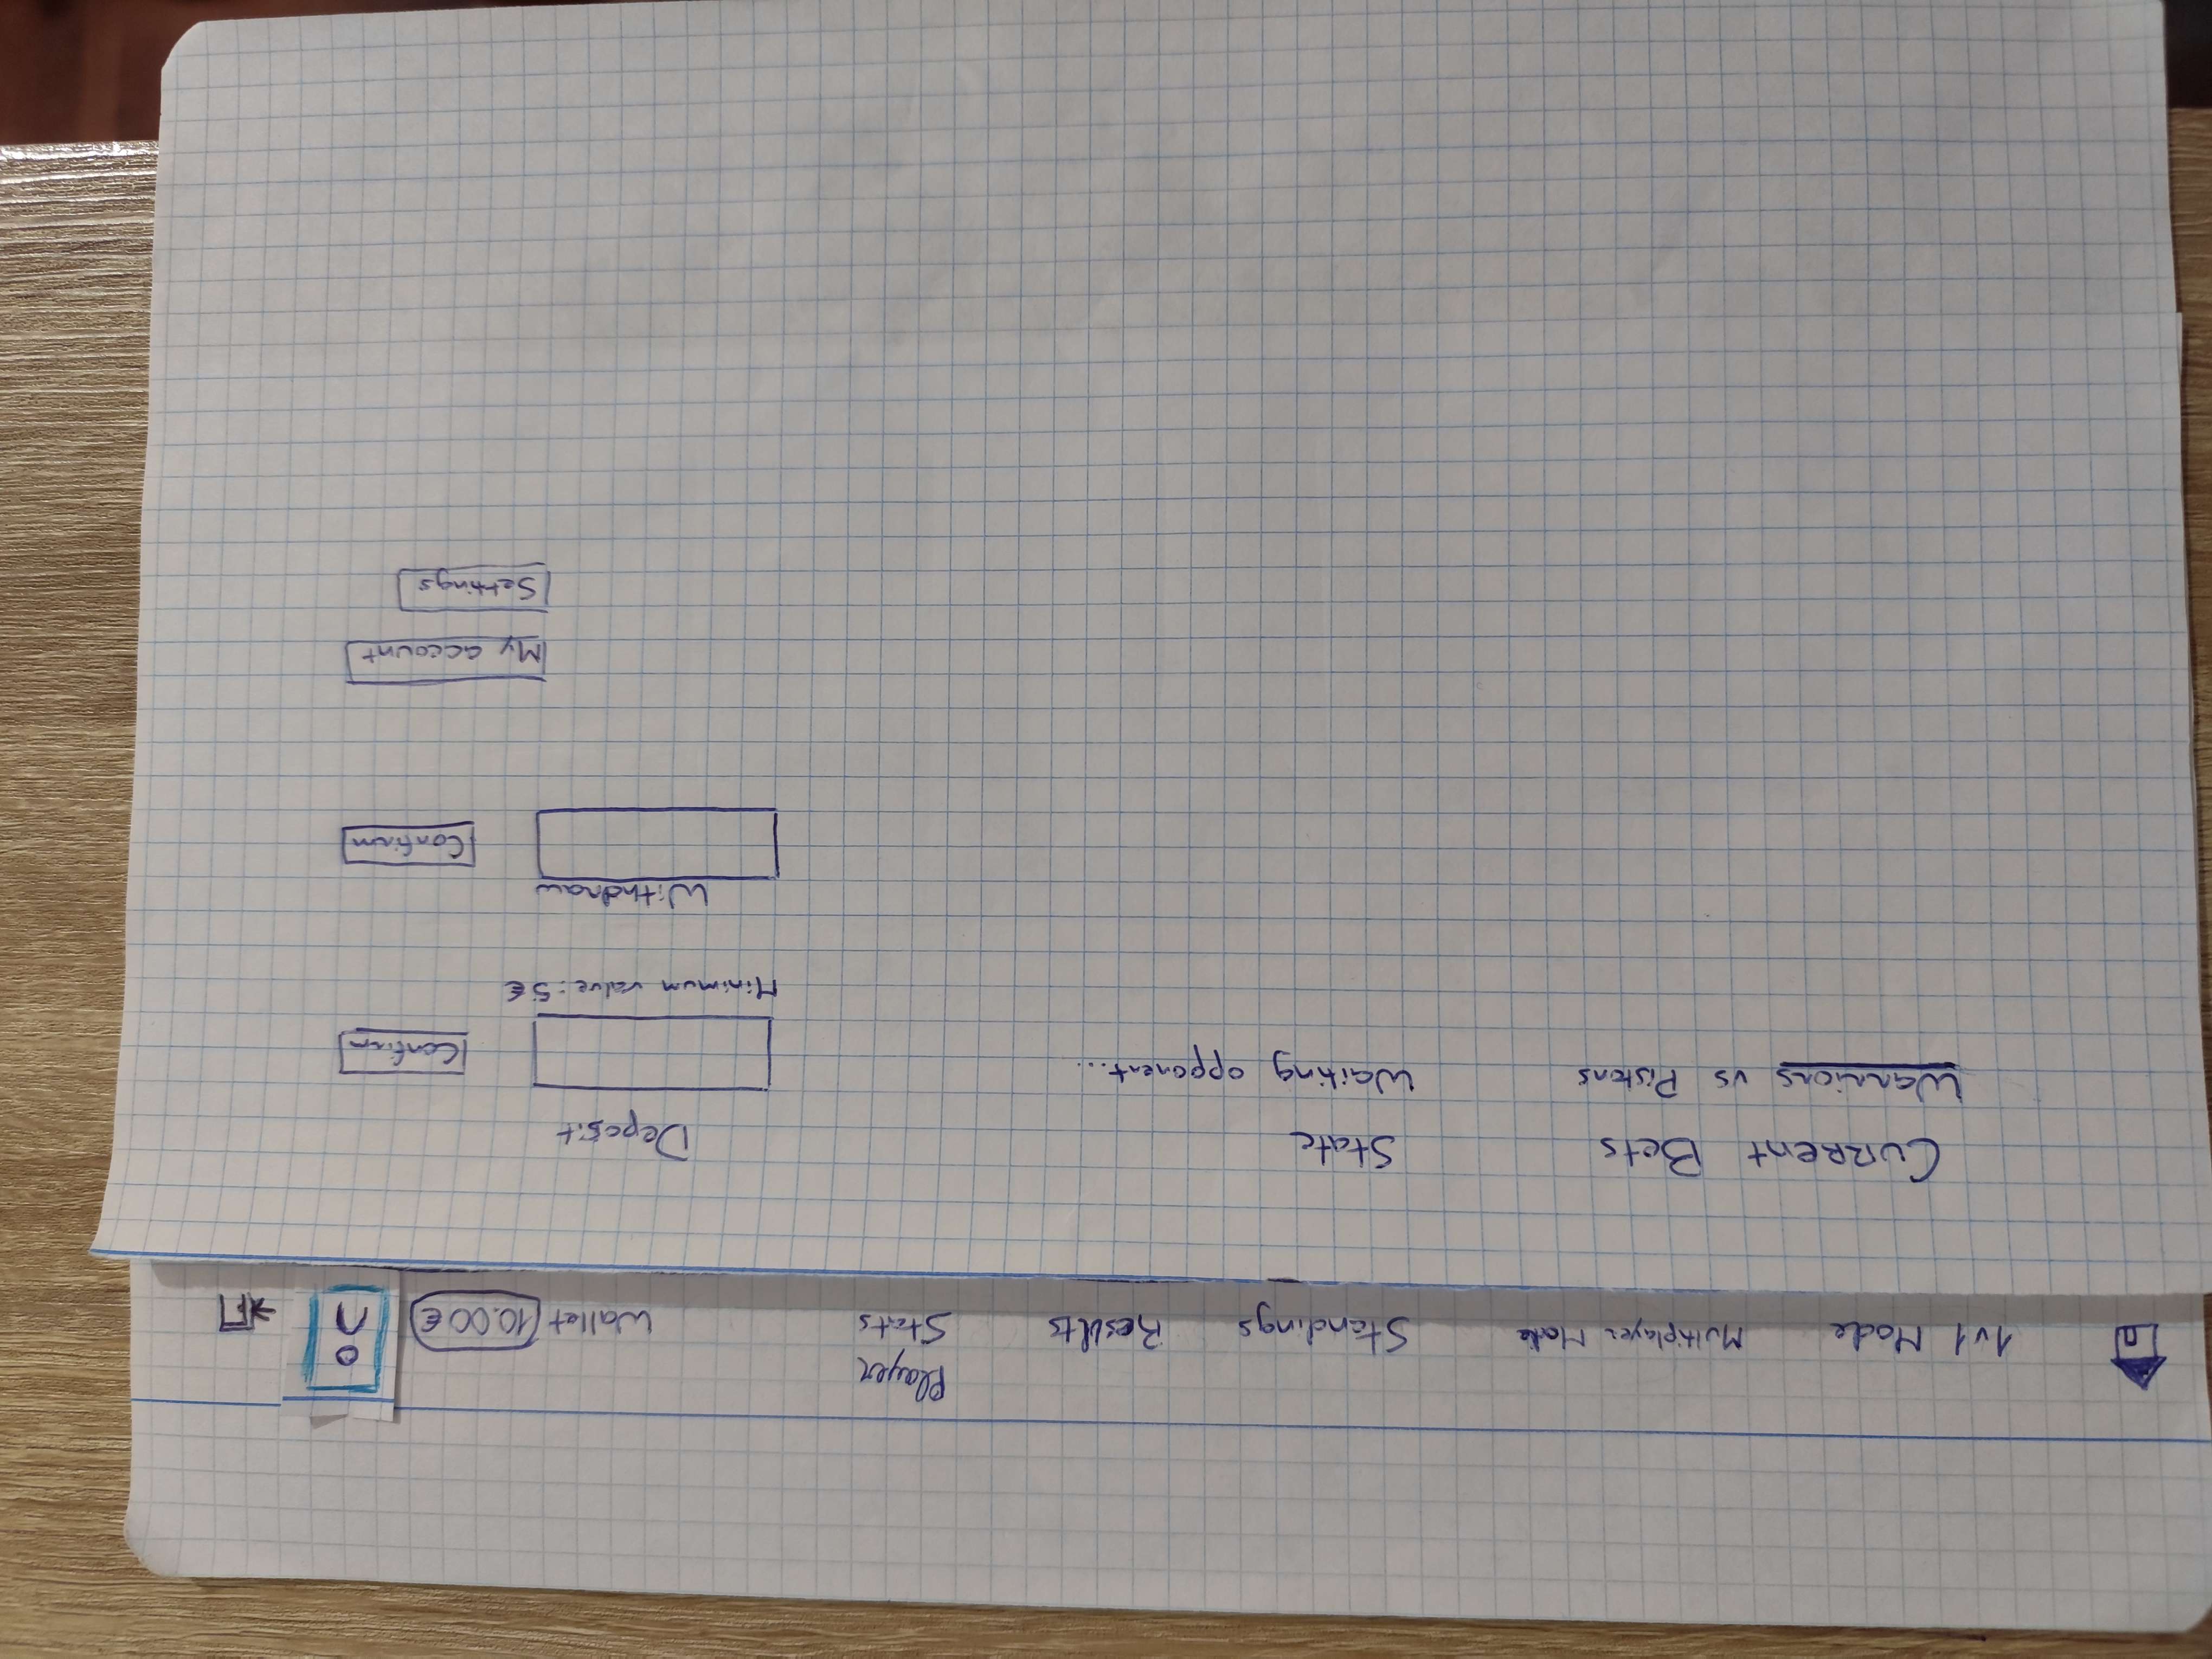 1v1 Mode Multiplayer Mode Standings Results Player Stats Wallet 10.00€
Current Bets State
Warriors vs Pistons Waiting opponent...
Deposit
Confirm
Minimum value: 5€
Withdraw
Confirm
My account
Settings